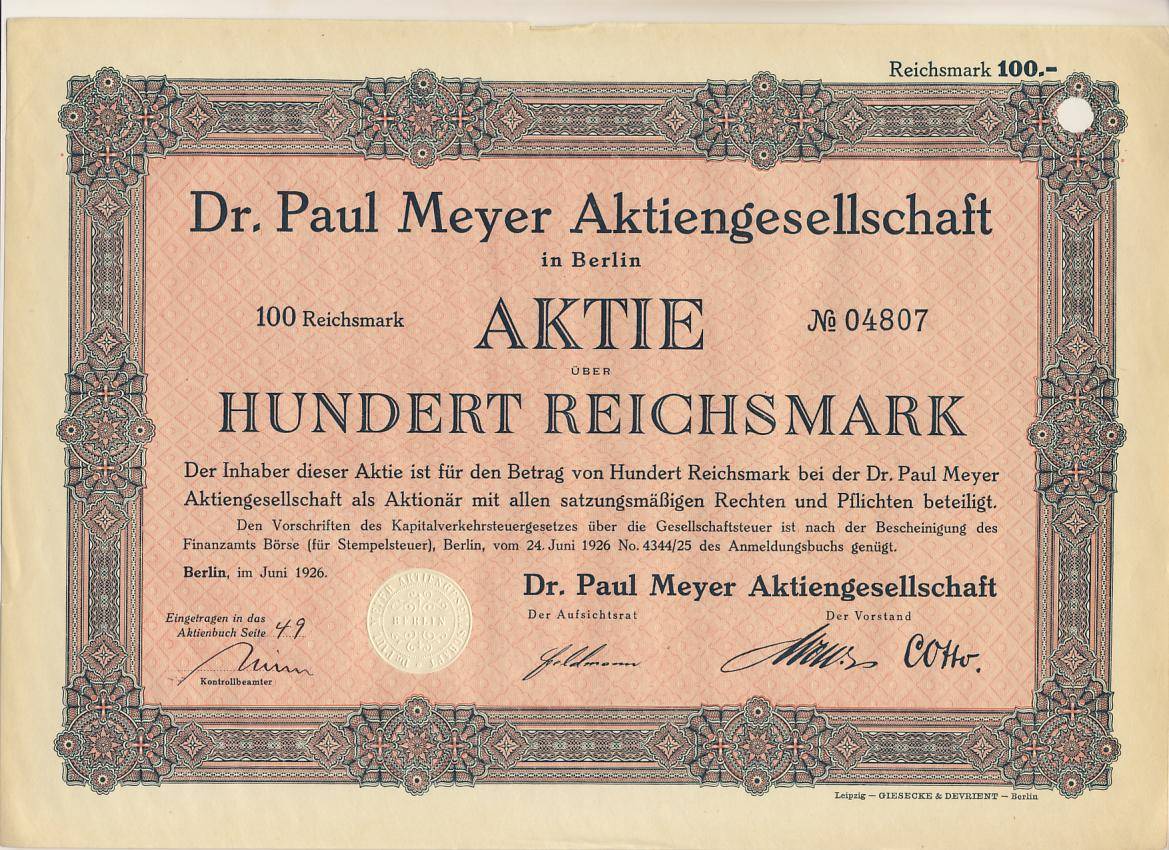 Reichsmark 100.-
Dr. Paul Meyer Aktiengesellschaft
in Berlin
100 Reichsmark AKTIE № 04807
ÜBER
HUNDERT REICHSMARK
Der Inhaber dieser Aktie ist für den Betrag von Hundert Reichsmark bei der Dr. Paul Meyer
Aktiengesellschaft als Aktionär mit allen satzungsmäßigen Rechten und Pflichten beteiligt.
Den Vorschriften des Kapitalverkehrsteuergesetzes über die Gesellschaftsteuer ist nach der Bescheinigung des
Finanzamts Börse (für Stempelsteuer), Berlin, vom 24. Juni 1926 No. 4344/25 des Anmeldungsbuchs genügt.
Berlin, im Juni 1926.
Dr. Paul Meyer Aktiengesellschaft
Der Aufsichtsrat Der Vorstand
Eingetragen in das
Aktienbuch Seite 49
BERLIN
Feldmann COtto.
Kontrollbeamter
Leipzig — GIESECKE & DEVRIENT — Berlin